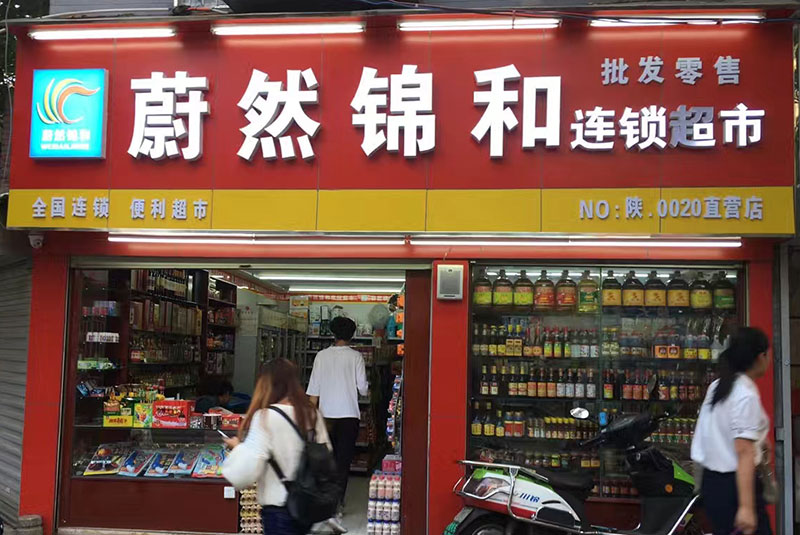 蔚然锦和
蔚然锦和
批发零售
连锁超市
全国连锁 便利超市
NO:陕.0020直营店